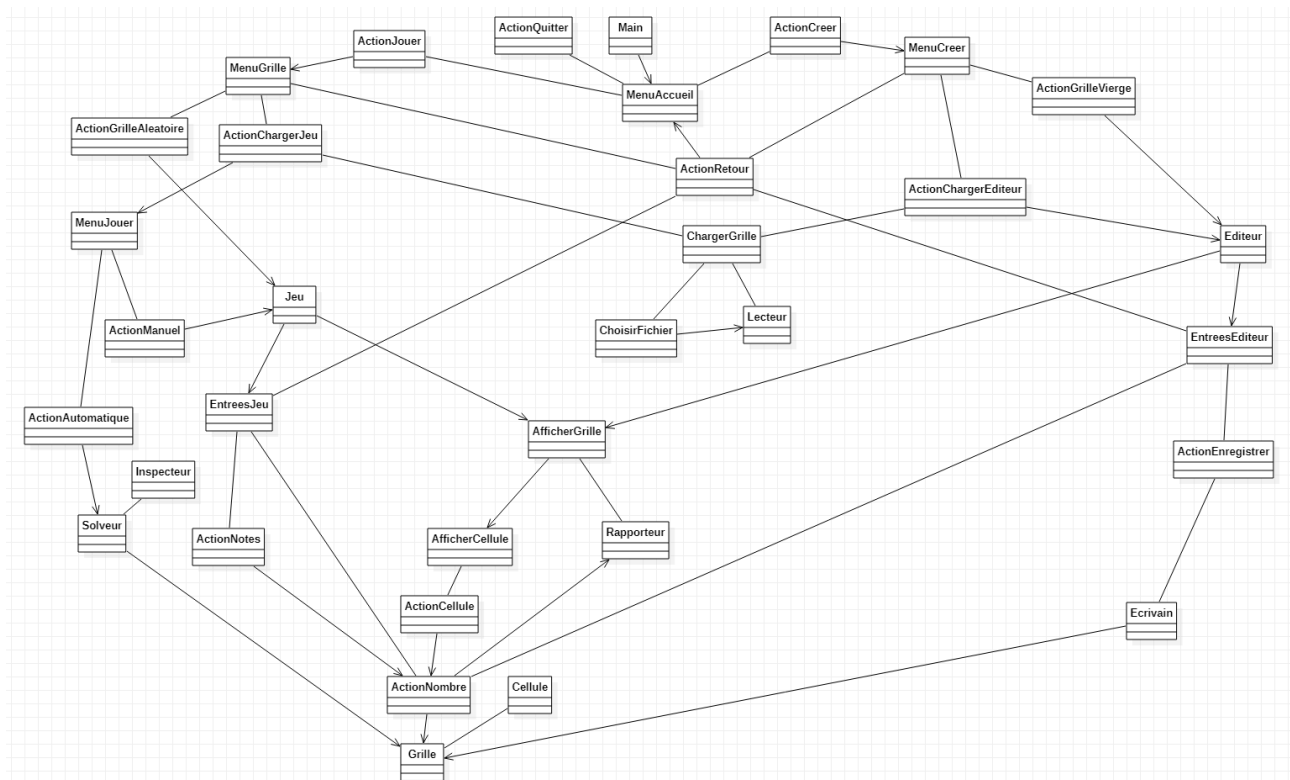 ActionQuitter
Main
ActionCreer
ActionJouer
MenuCreer
MenuGrille
MenuAccueil
ActionGrilleVierge
ActionGrilleAleatoire
ActionChargerJeu
ActionRetour
ActionChargerEditeur
MenuJouer
ChargerGrille
Editeur
Jeu
ActionManuel
ChoisirFichier
Lecteur
EntreesEditeur
EntreesJeu
ActionAutomatique
AfficherGrille
ActionEnregistrer
Inspecteur
Solveur
ActionNotes
AfficherCellule
Rapporteur
ActionCellule
Ecrivain
ActionNombre
Cellule
Grille